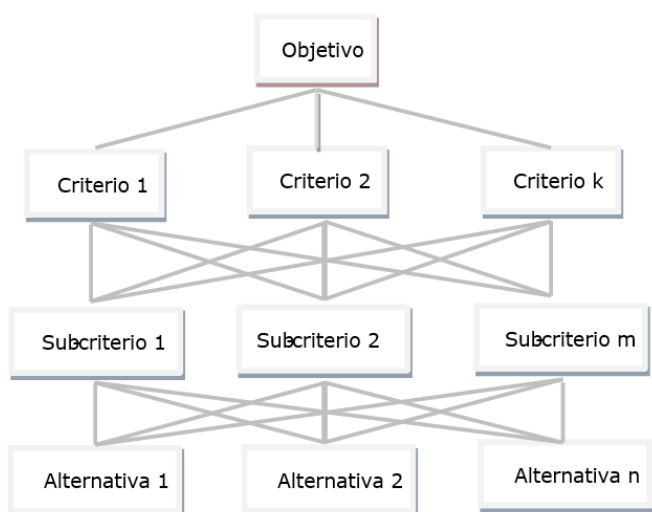 Objetivo
Criterio 1
Criterio 2
Criterio k
Subcriterio 1
Subcriterio 2
Subcriterio m
Alternativa 1
Alternativa 2
Alternativa n